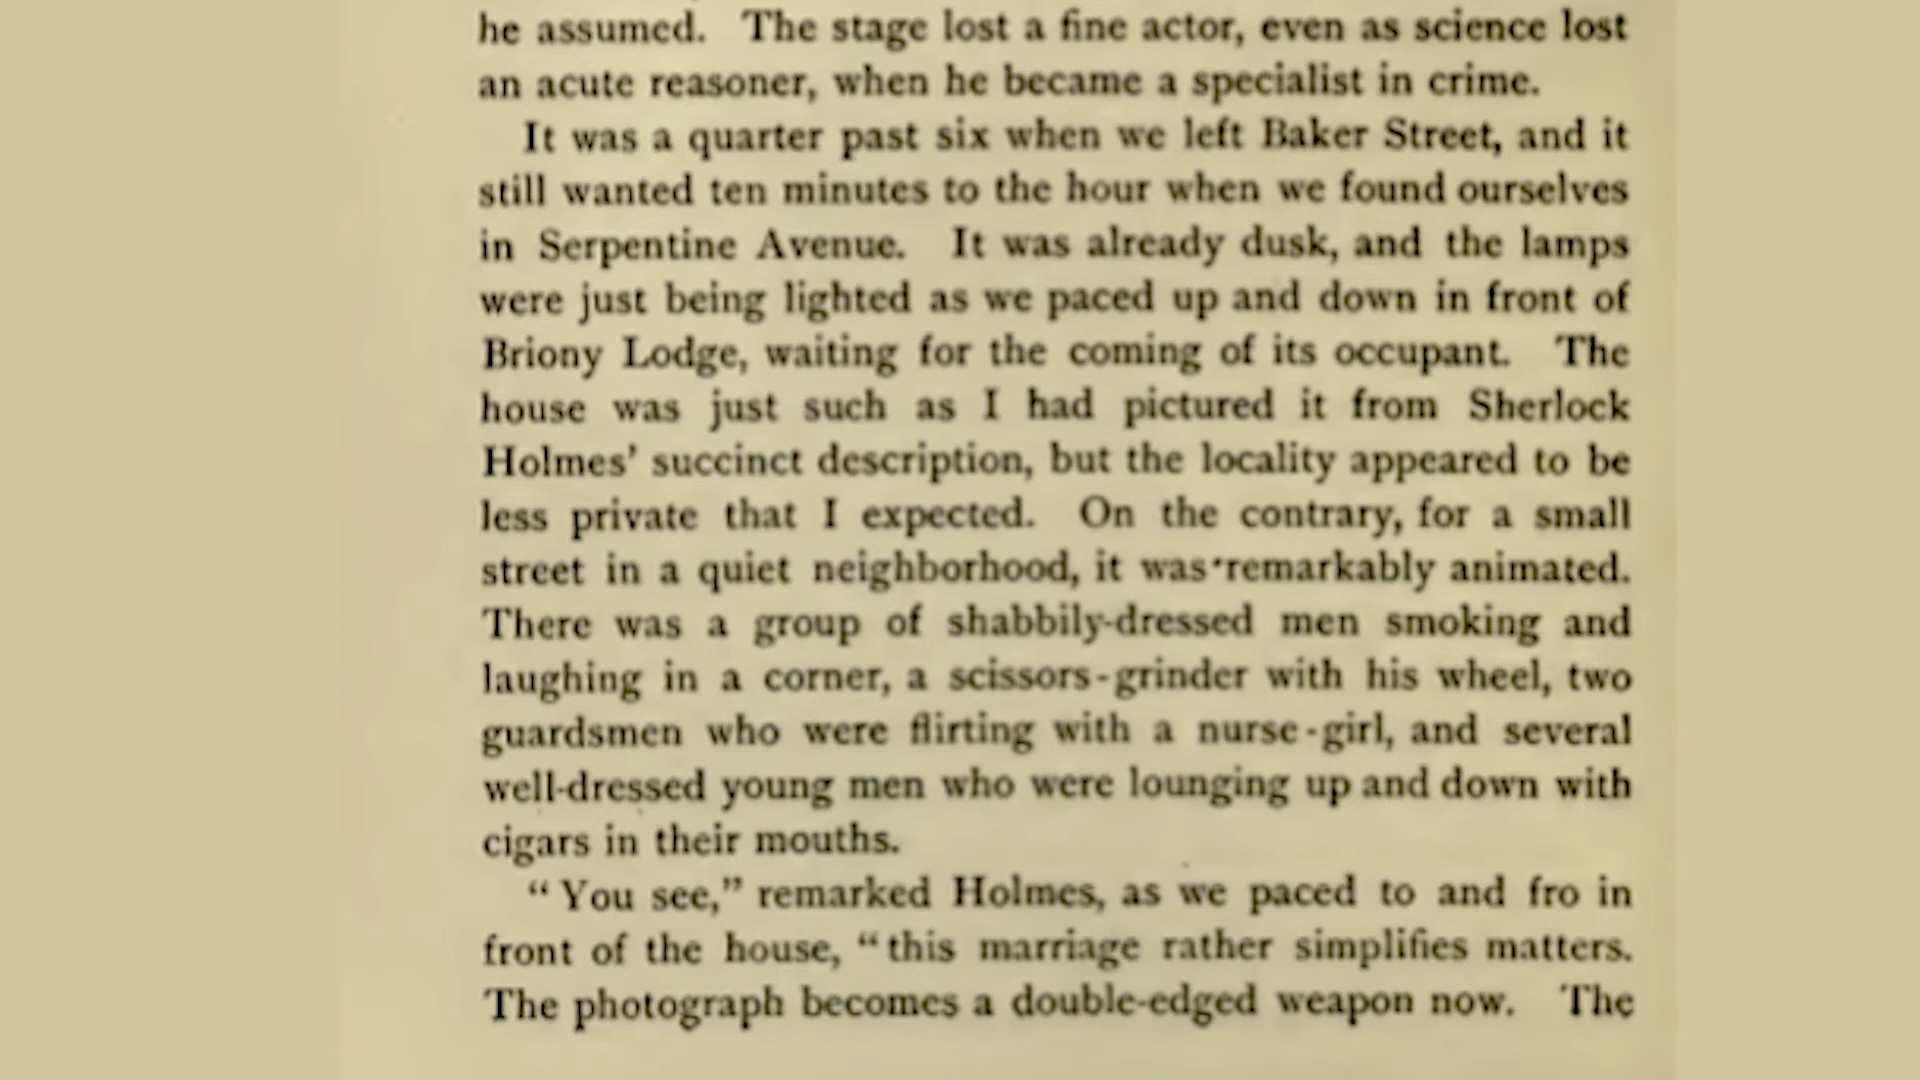 he assumed. The stage lost a fine actor, even as science lost
an acute reasoner, when he became a specialist in crime.
It was a quarter past six when we left Baker Street, and it
still wanted ten minutes to the hour when we found ourselves
in Serpentine Avenue. It was already dusk, and the lamps
were just being lighted as we paced up and down in front of
Briony Lodge, waiting for the coming of its occupant. The
house was just such as I had pictured it from Sherlock
Holmes' succinct description, but the locality appeared to be
less private that I expected. On the contrary, for a small
street in a quiet neighborhood, it was remarkably animated.
There was a group of shabbily-dressed men smoking and
laughing in a corner, a scissors-grinder with his wheel, two
guardsmen who were flirting with a nurse-girl, and several
well-dressed young men who were lounging up and down with
cigars in their mouths.
"You see," remarked Holmes, as we paced to and fro in
front of the house, "this marriage rather simplifies matters.
The photograph becomes a double-edged weapon now. The